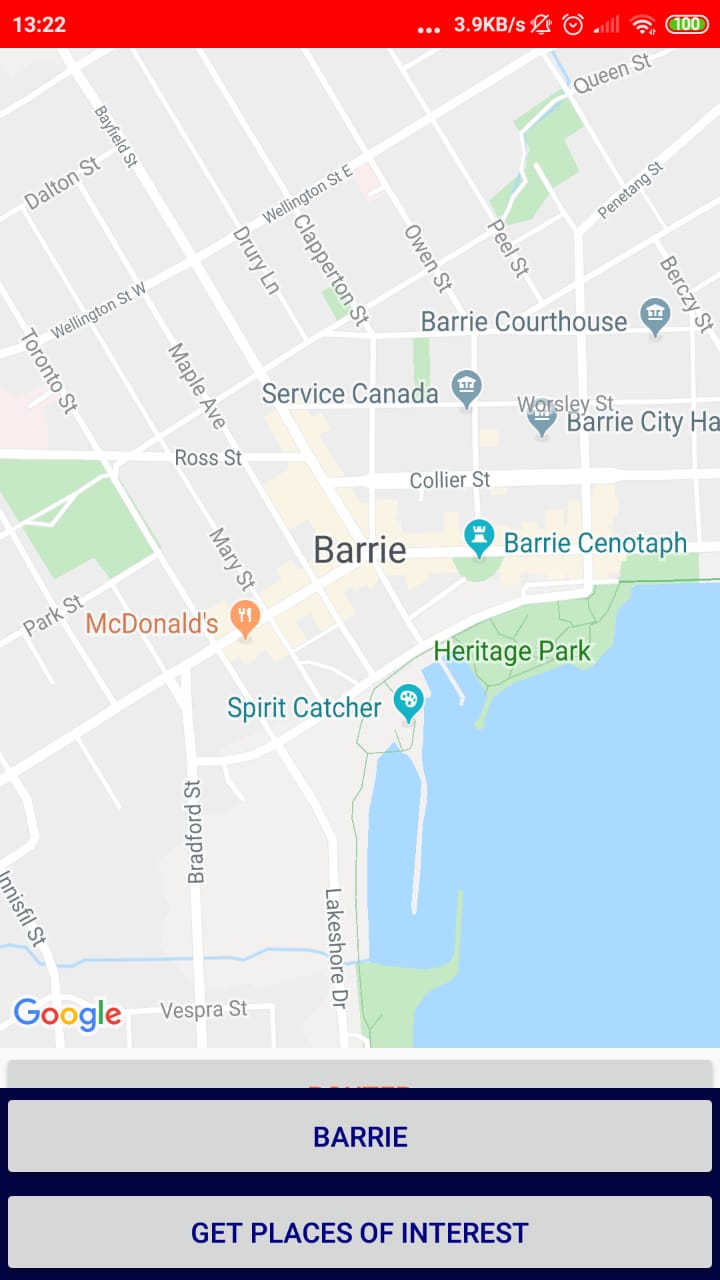 13:22
... 3.9KB/s 100
Queen St
Bayfield St
Dalton St
Wellington St E
Penetang St
Drury Ln
Clapperton St
Owen St
Peel St
Berczy St
Wellington St W
Barrie Courthouse
Toronto St
Maple Ave
Service Canada
Worsley St
Barrie City Ha
Ross St
Collier St
Mary St
Barrie
Barrie Cenotaph
Park St
McDonald's
Heritage Park
Spirit Catcher
Bradford St
Innisfil St
Lakeshore Dr
Google
Vespra St
BARRIE
GET PLACES OF INTEREST